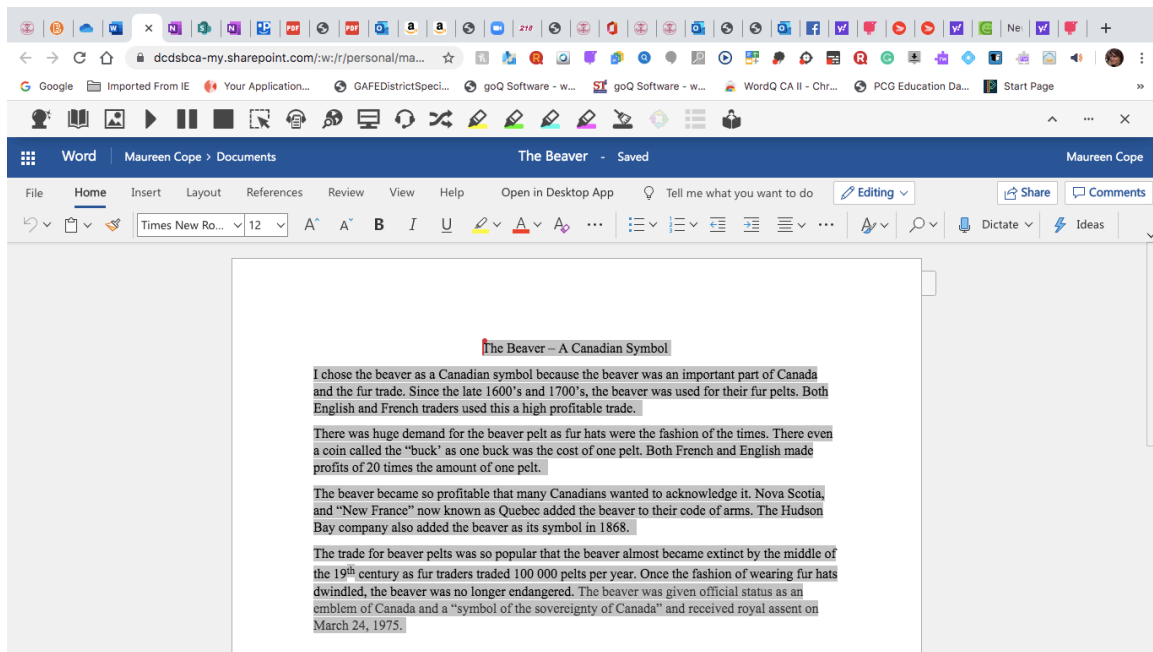 218
Ne
dcdsbca-my.sharepoint.com/:w:/r/personal/ma...
Google Imported From IE Your Application... GAFEDistrictSpeci... goQ Software - w... goQ Software - w... WordQ CA II - Chr... PCG Education Da... Start Page »
Word Maureen Cope > Documents The Beaver - Saved Maureen Cope
File Home Insert Layout References Review View Help Open in Desktop App Tell me what you want to do Editing Share Comments
Times New Ro... 12 A A B I U A A ... Dictate Ideas
The Beaver – A Canadian Symbol
I chose the beaver as a Canadian symbol because the beaver was an important part of Canada
and the fur trade. Since the late 1600's and 1700's, the beaver was used for their fur pelts. Both
English and French traders used this a high profitable trade.
There was huge demand for the beaver pelt as fur hats were the fashion of the times. There even
a coin called the “buck’ as one buck was the cost of one pelt. Both French and English made
profits of 20 times the amount of one pelt.
The beaver became so profitable that many Canadians wanted to acknowledge it. Nova Scotia,
and “New France” now known as Quebec added the beaver to their code of arms. The Hudson
Bay company also added the beaver as its symbol in 1868.
The trade for beaver pelts was so popular that the beaver almost became extinct by the middle of
the 19th century as fur traders traded 100 000 pelts per year. Once the fashion of wearing fur hats
dwindled, the beaver was no longer endangered. The beaver was given official status as an
emblem of Canada and a “symbol of the sovereignty of Canada” and received royal assent on
March 24, 1975.